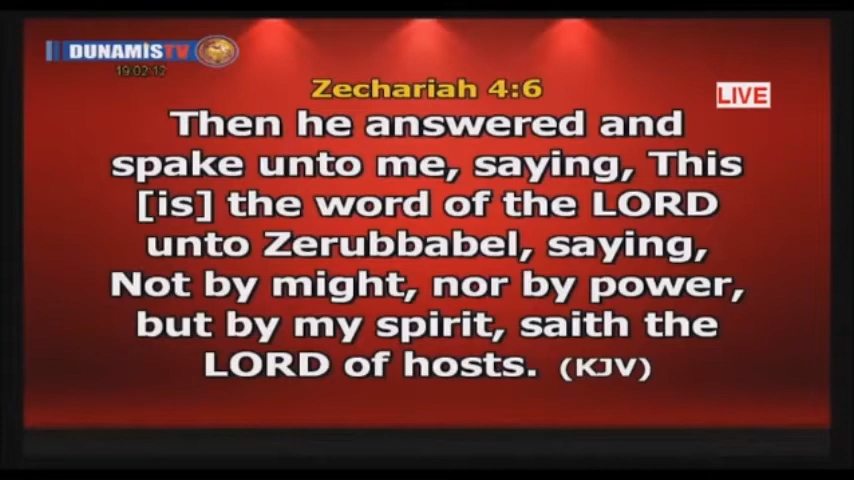 DUNAMIS TV
19:02:12
LIVE
Zechariah 4:6
Then he answered and
spake unto me, saying, This
[is] the word of the LORD
unto Zerubbabel, saying,
Not by might, nor by power,
but by my spirit, saith the
LORD of hosts. (KJV)